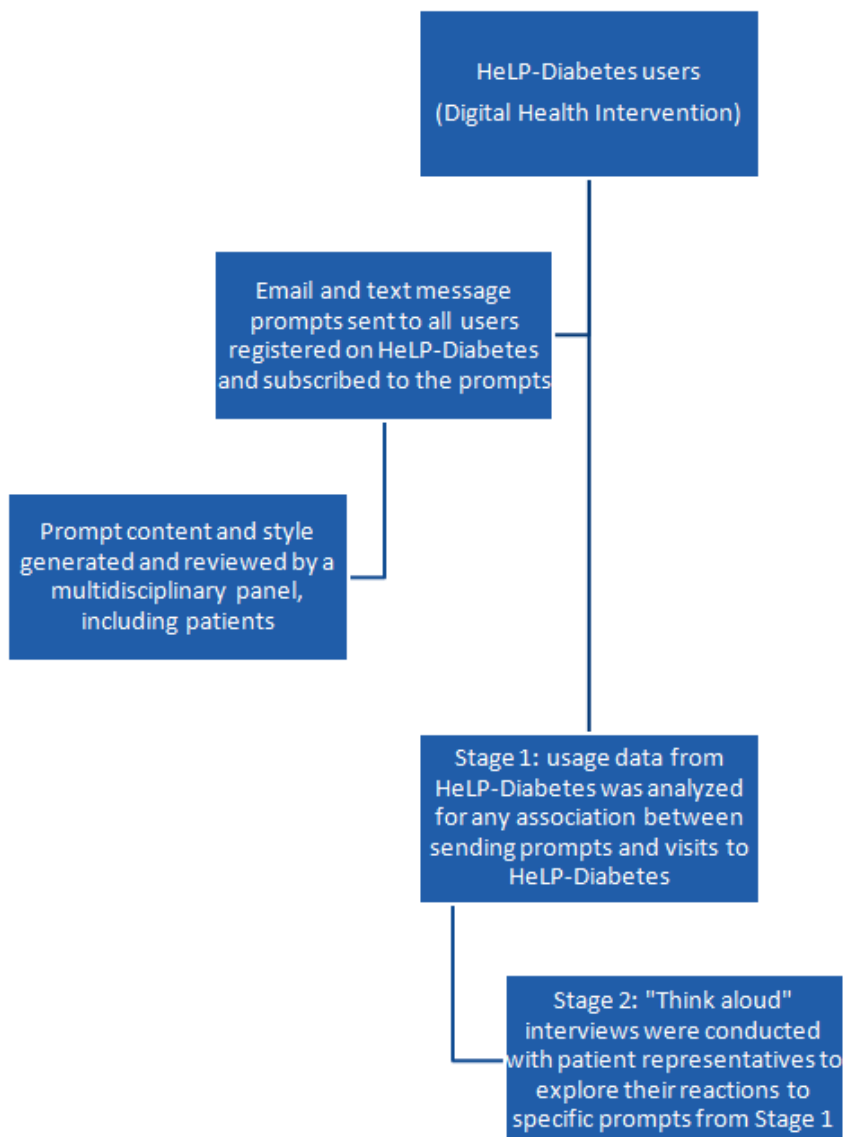 HeLP-Diabetes users
(Digital Health Intervention)
Email and text message
prompts sent to all users
registered on HeLP-Diabetes
and subscribed to the prompts
Prompt content and style
generated and reviewed by a
multidisciplinary panel,
including patients
Stage 1: usage data from
HeLP-Diabetes was analyzed
for any association between
sending prompts and visits to
HeLP-Diabetes
Stage 2: "Think aloud"
interviews were conducted
with patient representatives to
explore their reactions to
specific prompts from Stage 1